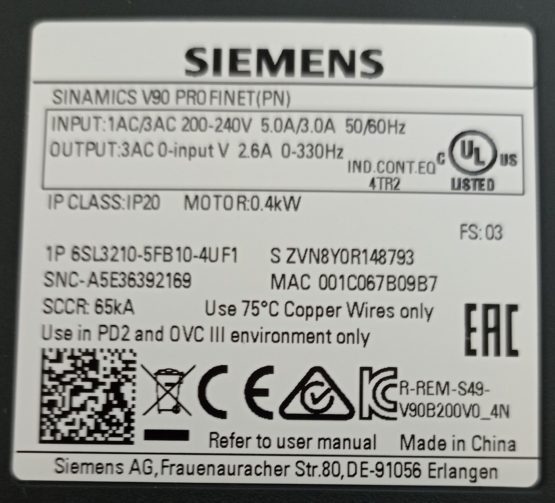 SIEMENS
SINAMICS V90 PROFINET(PN)
INPUT:1AC/3AC 200-240V 5.0A/3.0A 50/60Hz
OUTPUT:3AC 0-input V 2.6A 0-330Hz
IND.CONT.EQ
4TR2
C UL US
LISTED
IP CLASS:IP20 MOTOR:0.4kW
FS: 03
1P 6SL3210-5FB10-4UF1 S ZVN8Y0R148793
SNC-A5E36392169 MAC 001C067B09B7
SCCR: 65kA Use 75°C Copper Wires only
Use in PD2 and OVC III environment only
EAC
CE
KC
R-REM-S49-
V90B200V0_4N
Refer to user manual Made in China
Siemens AG,Frauenauracher Str.80,DE-91056 Erlangen